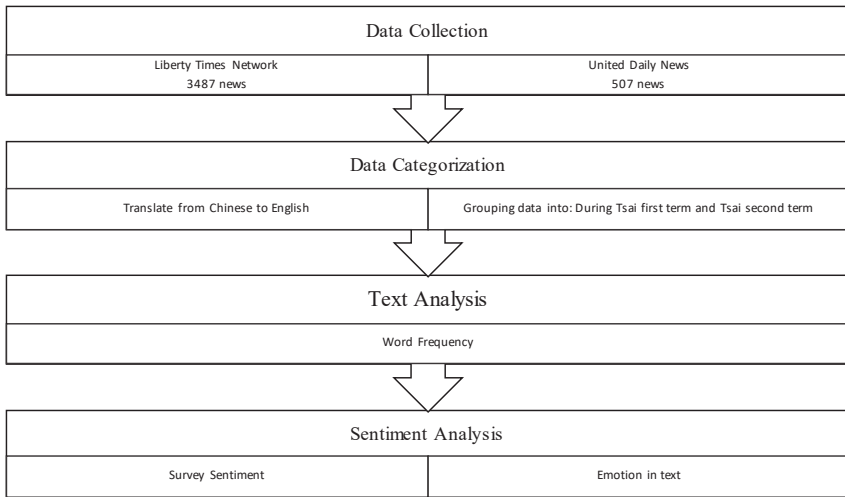 Data Collection
Liberty Times Network
3487 news
United Daily News
507 news
Data Categorization
Translate from Chinese to English
Grouping data into: During Tsai first term and Tsai second term
Text Analysis
Word Frequency
Sentiment Analysis
Survey Sentiment
Emotion in text